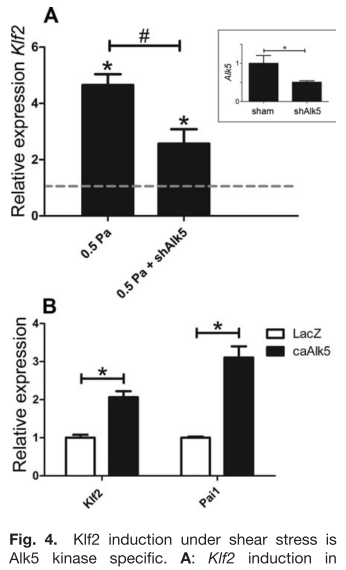 A
Relative expression Klf2
6
4
2
0
#
*
*
0.5 Pa
0.5 Pa + shAlk5
Alk5
1
0
*
sham
shAlk5
B
Relative expression
4
3
2
1
0
*
*
LacZ
caAlk5
Klf2
Pai1
Fig. 4. Klf2 induction under shear stress is
Alk5 kinase specific. A: Klf2 induction in